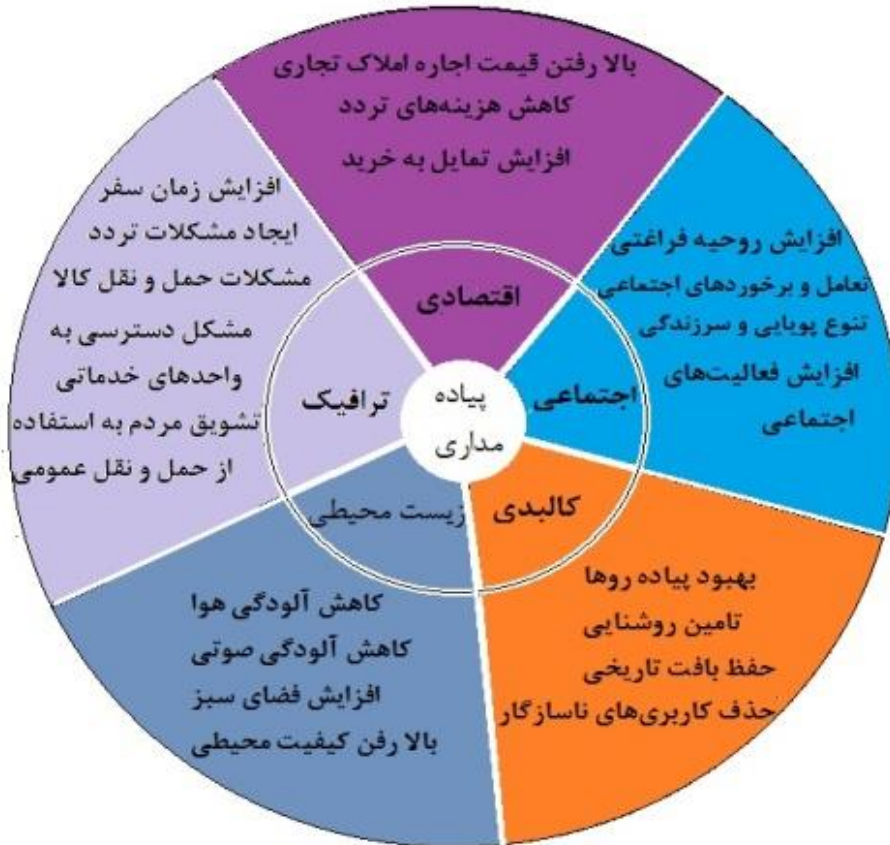 بالا رفتن قیمت اجاره املاک تجاری
کاهش هزینه‌های تردد
افزایش تمایل به خرید
اقتصادی
افزایش روحیه فراغتی
تعامل و برخوردهای اجتماعی
تنوع پویایی و سرزندگی
افزایش فعالیت‌های
اجتماعی
اجتماعی
کالبدی
بهبود پیاده روها
تامین روشنایی
حفظ بافت تاریخی
حذف کاربری‌های ناسازگار
زیست محیطی
کاهش آلودگی هوا
کاهش آلودگی صوتی
افزایش فضای سبز
بالا رفن کیفیت محیطی
ترافیک
افزایش زمان سفر
ایجاد مشکلات تردد
مشکلات حمل و نقل کالا
مشکل دسترسی به
واحدهای خدماتی
تشویق مردم به استفاده
از حمل و نقل عمومی
پیاده
مداری